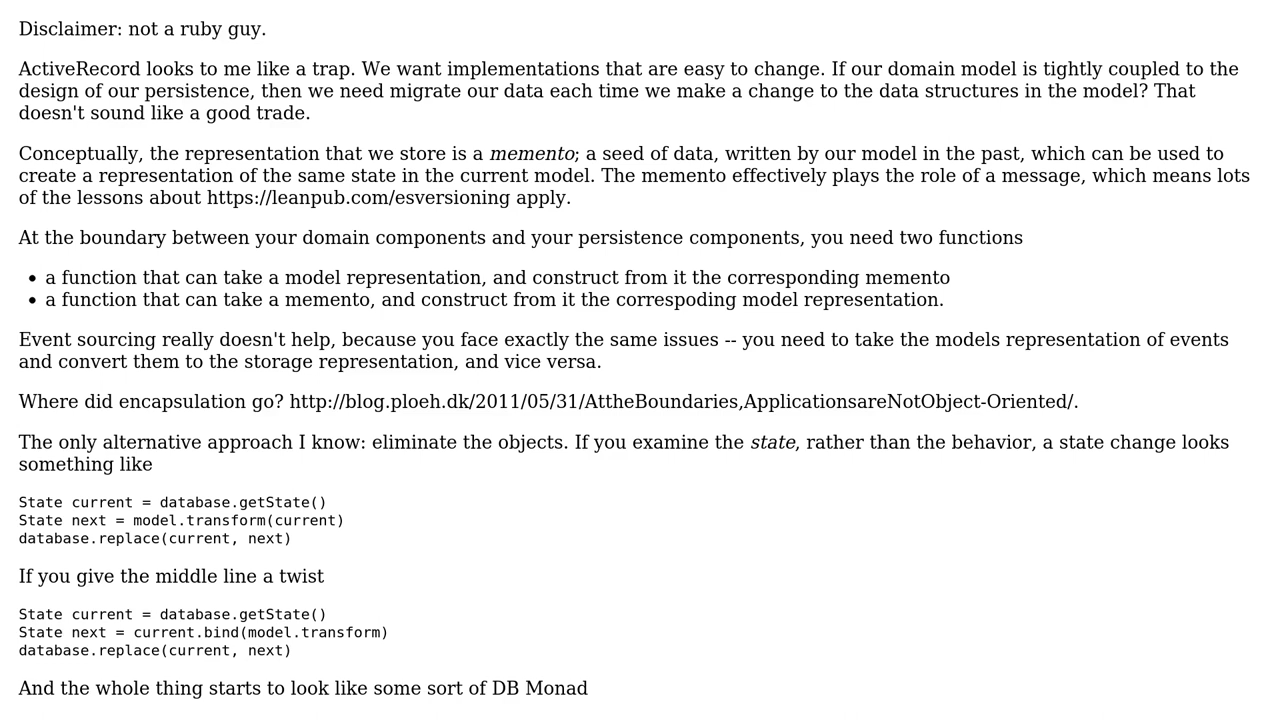 Disclaimer: not a ruby guy.
ActiveRecord looks to me like a trap. We want implementations that are easy to change. If our domain model is tightly coupled to the
design of our persistence, then we need migrate our data each time we make a change to the data structures in the model? That
doesn't sound like a good trade.
Conceptually, the representation that we store is a memento; a seed of data, written by our model in the past, which can be used to
create a representation of the same state in the current model. The memento effectively plays the role of a message, which means lots
of the lessons about https://leanpub.com/esversioning apply.
At the boundary between your domain components and your persistence components, you need two functions
• a function that can take a model representation, and construct from it the corresponding memento
• a function that can take a memento, and construct from it the correspoding model representation.
Event sourcing really doesn't help, because you face exactly the same issues -- you need to take the models representation of events
and convert them to the storage representation, and vice versa.
Where did encapsulation go? http://blog.ploeh.dk/2011/05/31/AttheBoundaries,ApplicationsareNotObject-Oriented/.
The only alternative approach I know: eliminate the objects. If you examine the state, rather than the behavior, a state change looks
something like
State current = database.getState()
State next = model.transform(current)
database.replace(current, next)
If you give the middle line a twist
State current = database.getState()
State next = current.bind(model.transform)
database.replace(current, next)
And the whole thing starts to look like some sort of DB Monad